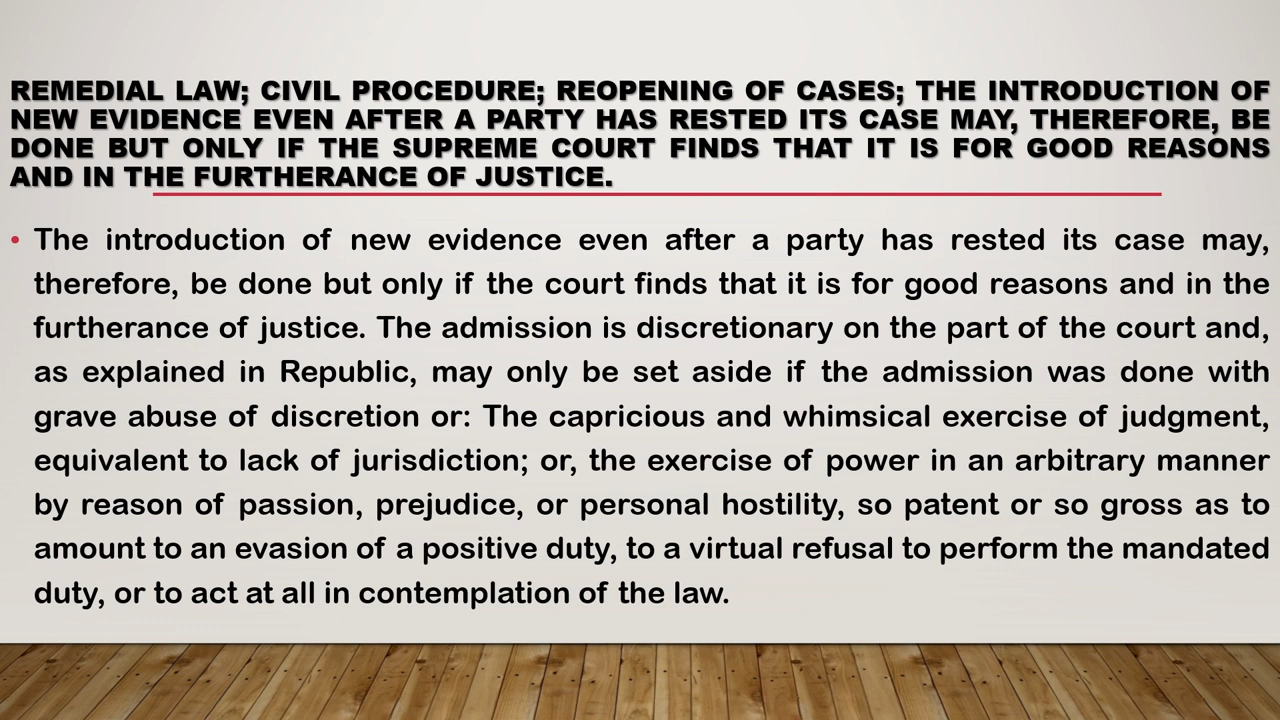 REMEDIAL LAW; CIVIL PROCEDURE; REOPENING OF CASES; THE INTRODUCTION OF
NEW EVIDENCE EVEN AFTER A PARTY HAS RESTED ITS CASE MAY, THEREFORE, BE
DONE BUT ONLY IF THE SUPREME COURT FINDS THAT IT IS FOR GOOD REASONS
AND IN THE FURTHERANCE OF JUSTICE.
• The introduction of new evidence even after a party has rested its case may,
therefore, be done but only if the court finds that it is for good reasons and in the
furtherance of justice. The admission is discretionary on the part of the court and,
as explained in Republic, may only be set aside if the admission was done with
grave abuse of discretion or: The capricious and whimsical exercise of judgment,
equivalent to lack of jurisdiction; or, the exercise of power in an arbitrary manner
by reason of passion, prejudice, or personal hostility, so patent or so gross as to
amount to an evasion of a positive duty, to a virtual refusal to perform the mandated
duty, or to act at all in contemplation of the law.